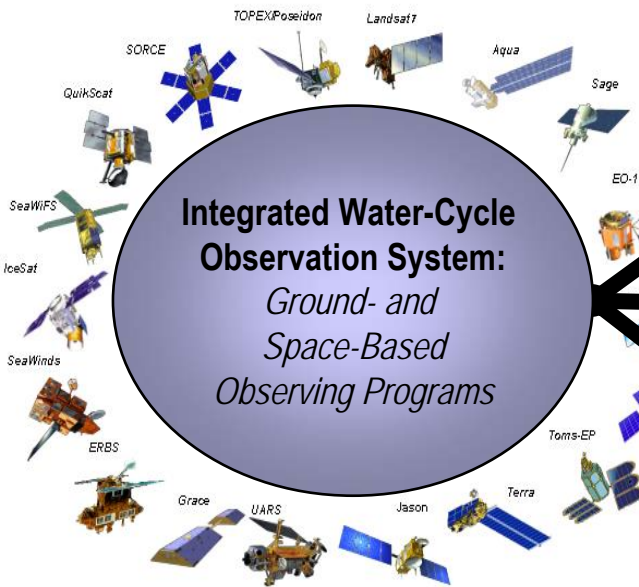 TOPEX/Poseidon
Landsat7
SORCE
Aqua
QuikScat
Sage
EO-1
SeaWiFS
Integrated Water-Cycle
Observation System:
Ground- and
Space-Based
Observing Programs
IceSat
SeaWinds
Toms-EP
ERBS
Grace
UARS
Jason
Terra